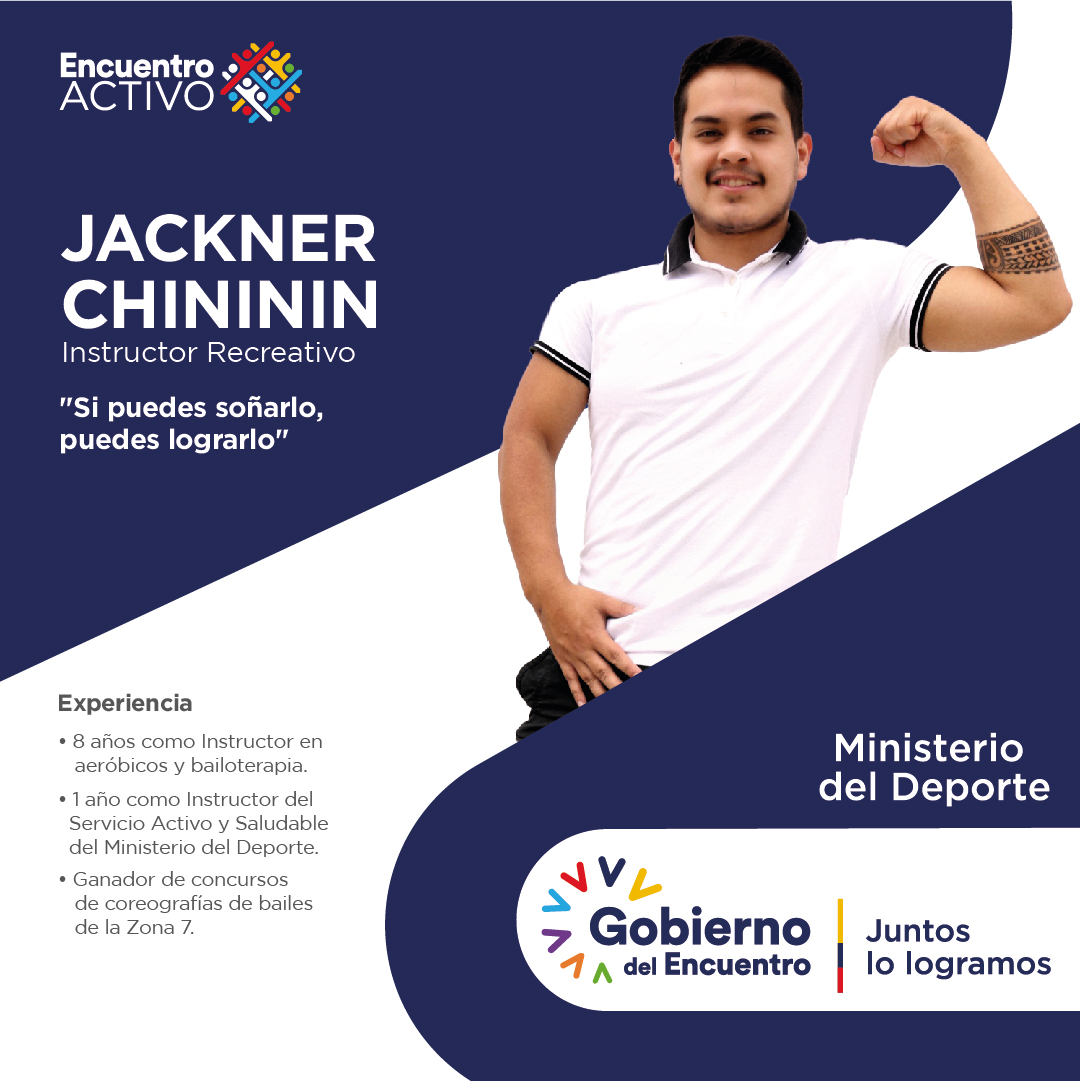 Encuentro
ACTIVO
JACKNER
CHINININ
Instructor Recreativo
"Si puedes soñarlo,
puedes lograrlo"
Experiencia
• 8 años como Instructor en
aeróbicos y bailoterapia.
• 1 año como Instructor del
Servicio Activo y Saludable
del Ministerio del Deporte.
• Ganador de concursos
de coreografías de bailes
de la Zona 7.
Ministerio
del Deporte
Gobierno
del Encuentro
Juntos
lo logramos